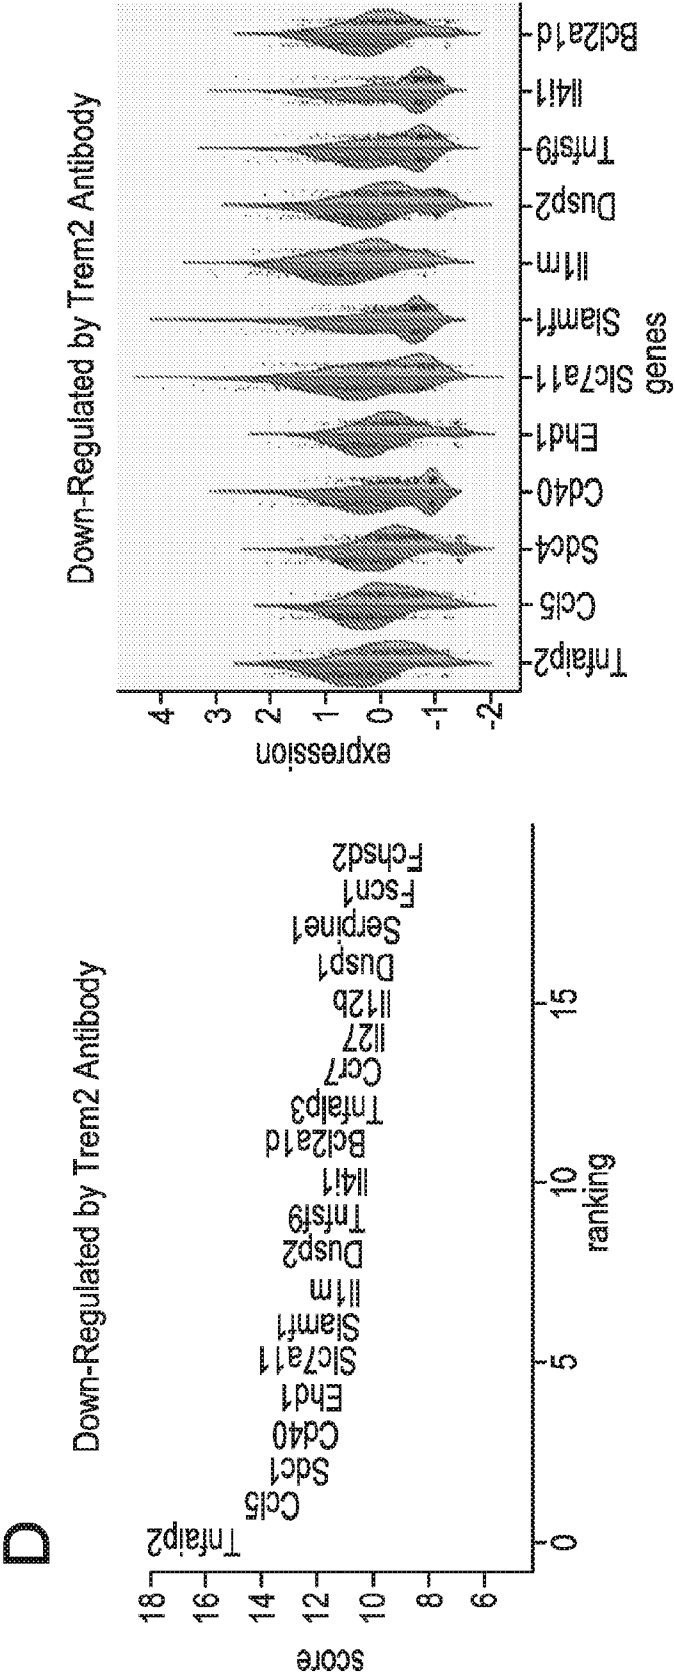 D
Down-Regulated by Trem2 Antibody
score
18
16
14
12
10
8
6
Tnfaip2
Ccl5
Sdc1
Cd40
Ehd1
Slc7a11
Slamf1
Il1rn
Dusp2
Tnfsf9
Il4i1
Bcl2a1d
Tnfalp3
Ccr7
Il27
Il12b
Dusp1
Serpine1
Fscn1
Fchsd2
0
5
10
15
ranking
Down-Regulated by Trem2 Antibody
expression
4
3
2
1
0
-1
-2
Tnfaip2
Ccl5
Sdc4
Cd40
Ehd1
Slc7a11
Slamf1
Il1rn
Dusp2
Tnfsf9
Il4i1
Bcl2a1d
genes